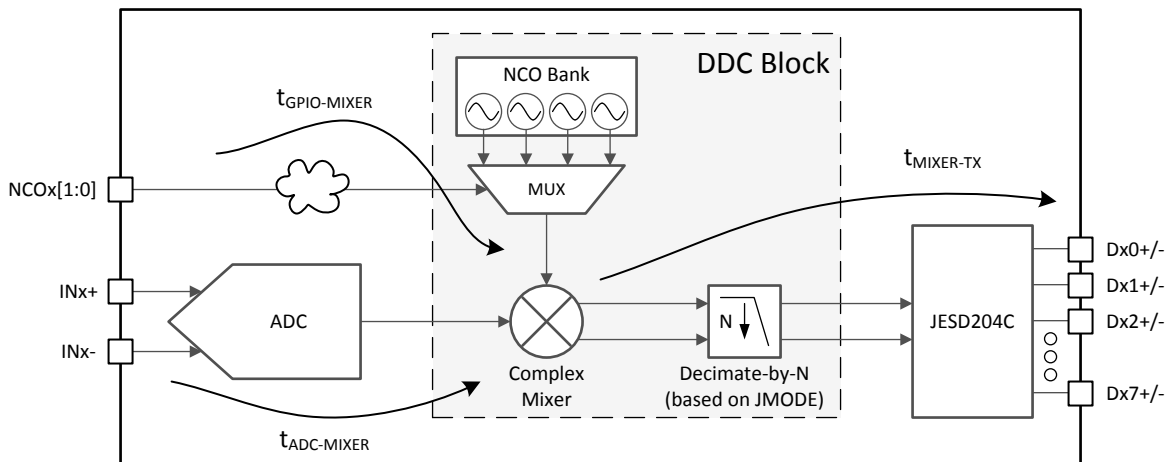 NCO Bank
DDC Block
tGPIO-MIXER
tMIXER-TX
NCOx[1:0]
MUX
Dx0+/-
INx+
Dx1+/-
ADC
N
JESD204C
Dx2+/-
INx-
Complex
Mixer
Decimate-by-N
(based on JMODE)
Dx7+/-
tADC-MIXER